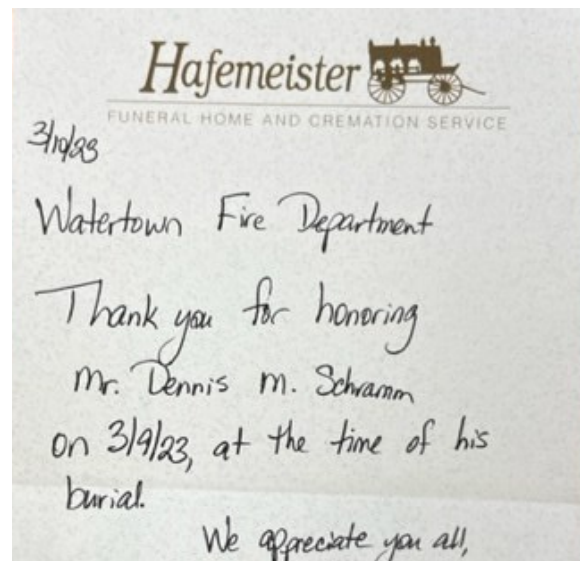 Hafemeister
FUNERAL HOME AND CREMATION SERVICE
3/10/23
Watertown Fire Department
Thank you for honoring
Mr. Dennis M. Schramm
on 3/9/23, at the time of his
burial.
We appreciate you all,